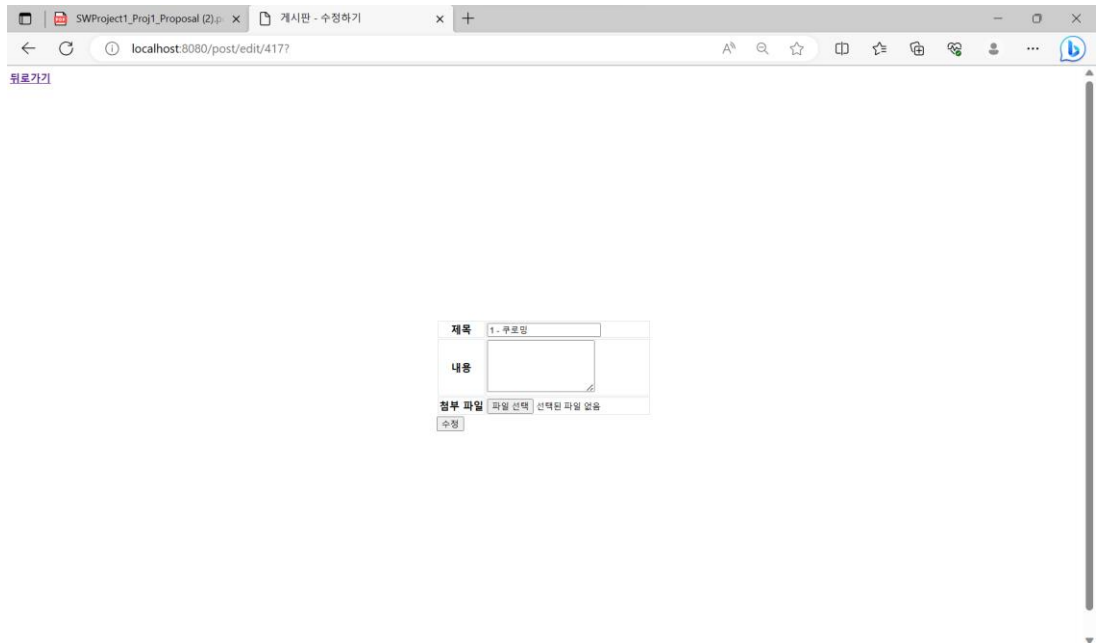 SWProject1_Proj1_Proposal (2).p
게시판 - 수정하기
localhost:8080/post/edit/417?
뒤로가기
제목 1 - 쿠로밍
내용
첨부 파일 파일 선택 선택된 파일 없음
수정